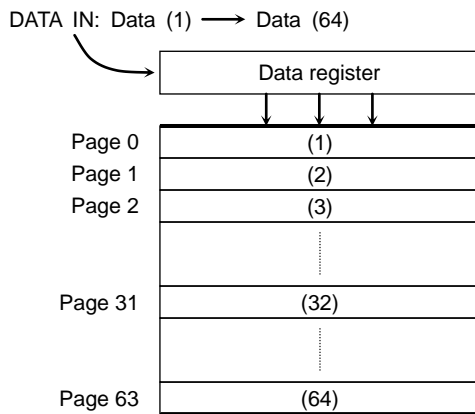 DATA IN: Data (1) Data (64)
Data register
Page 0 (1)
Page 1 (2)
Page 2 (3)
Page 31 (32)
Page 63 (64)